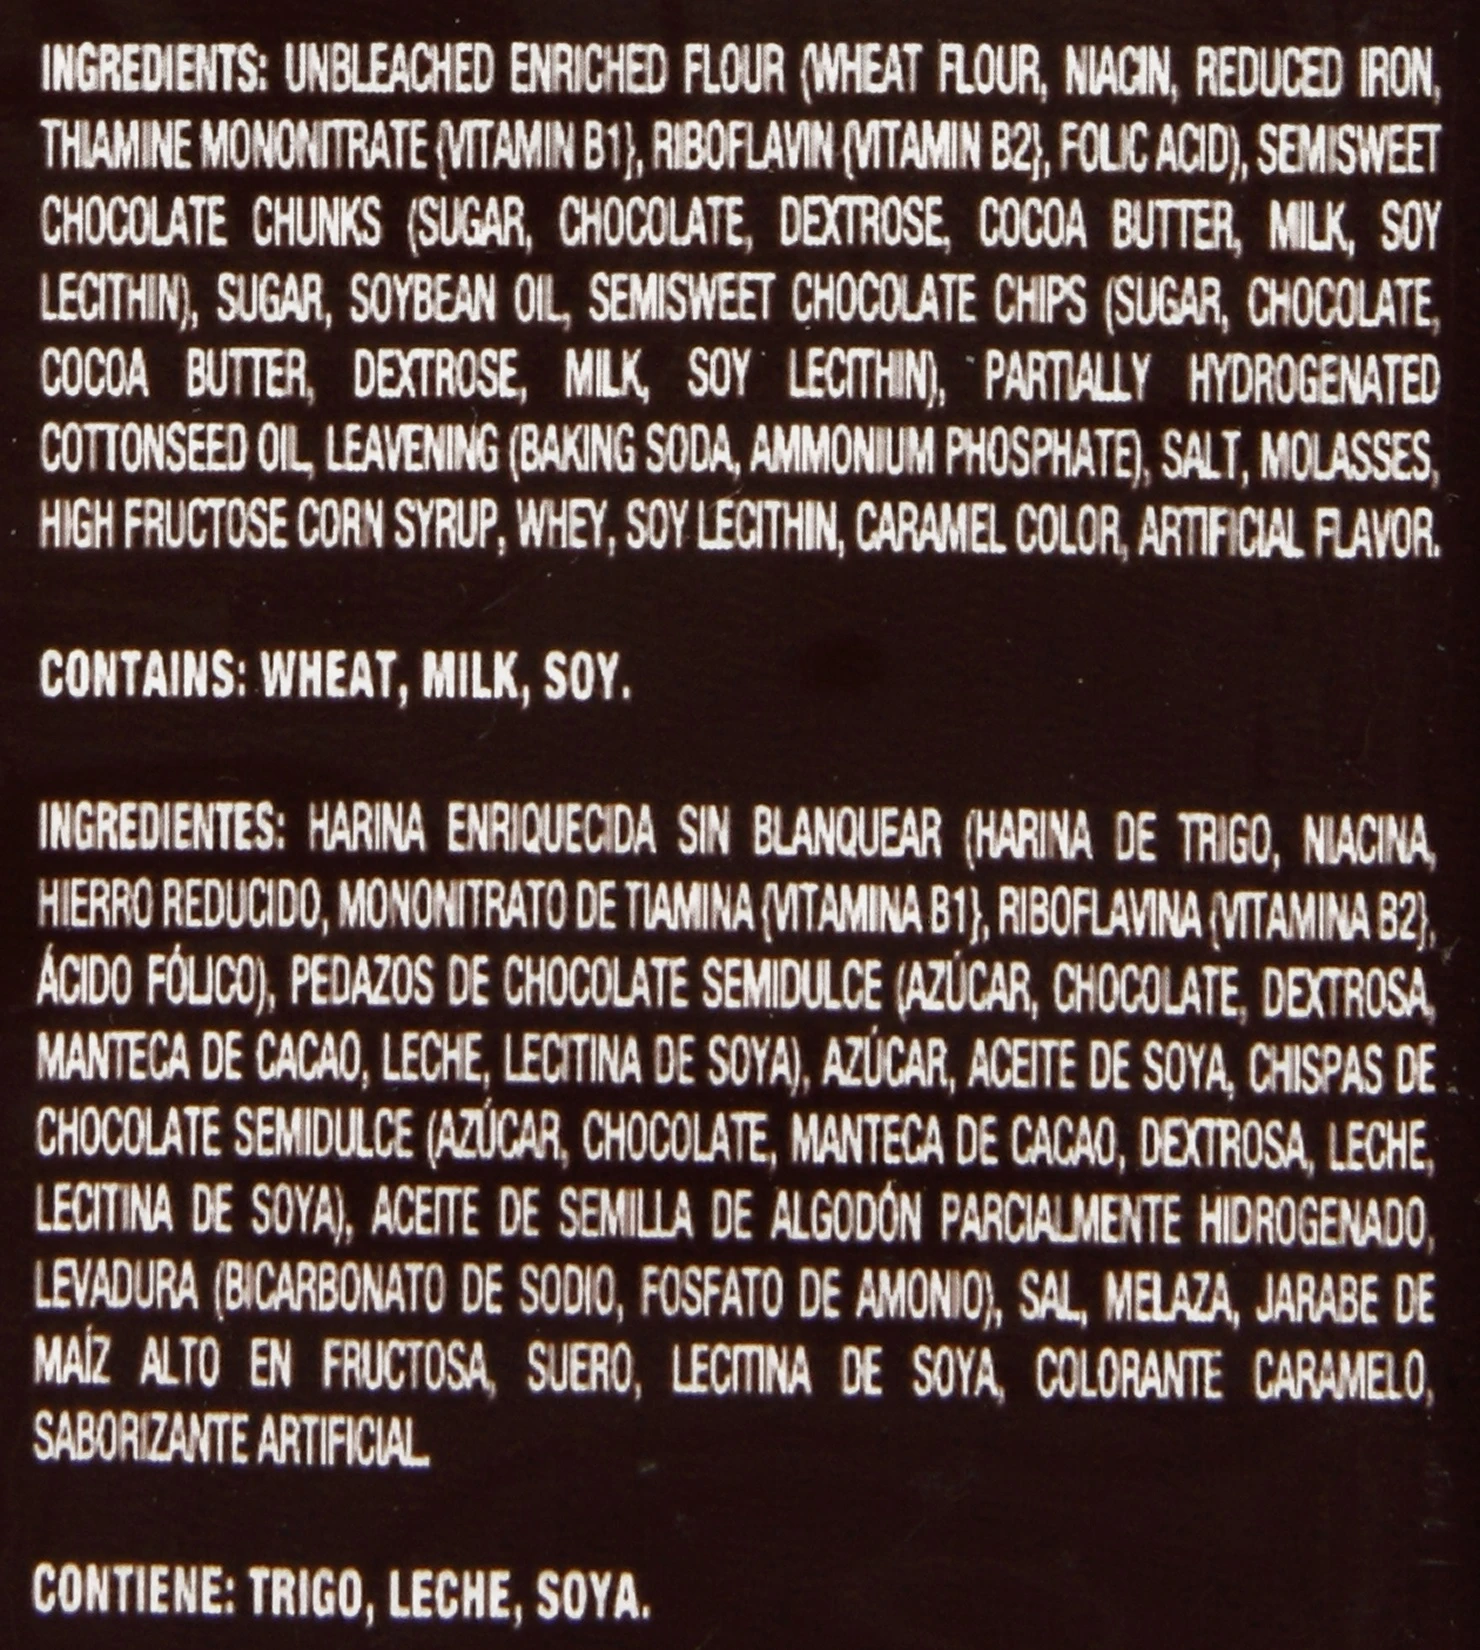 INGREDIENTS: UNBLEACHED ENRICHED FLOUR (WHEAT FLOUR, NIACIN, REDUCED IRON,
THIAMINE MONONITRATE {VITAMIN B1}, RIBOFLAVIN {VITAMIN B2}, FOLIC ACID), SEMISWEET
CHOCOLATE CHUNKS (SUGAR, CHOCOLATE, DEXTROSE, COCOA BUTTER, MILK, SOY
LECITHIN), SUGAR, SOYBEAN OIL, SEMISWEET CHOCOLATE CHIPS (SUGAR, CHOCOLATE,
COCOA BUTTER, DEXTROSE, MILK, SOY LECITHIN), PARTIALLY HYDROGENATED
COTTONSEED OIL, LEAVENING (BAKING SODA, AMMONIUM PHOSPHATE), SALT, MOLASSES,
HIGH FRUCTOSE CORN SYRUP, WHEY, SOY LECITHIN, CARAMEL COLOR, ARTIFICIAL FLAVOR.
CONTAINS: WHEAT, MILK, SOY.
INGREDIENTES: HARINA ENRIQUECIDA SIN BLANQUEAR (HARINA DE TRIGO, NIACINA,
HIERRO REDUCIDO, MONONITRATO DE TIAMINA {VITAMINA B1}, RIBOFLAVINA {VITAMINA B2},
ÁCIDO FÓLICO), PEDAZOS DE CHOCOLATE SEMIDULCE (AZÚCAR, CHOCOLATE, DEXTROSA,
MANTECA DE CACAO, LECHE, LECITINA DE SOYA), AZÚCAR, ACEITE DE SOYA, CHISPAS DE
CHOCOLATE SEMIDULCE (AZÚCAR, CHOCOLATE, MANTECA DE CACAO, DEXTROSA, LECHE,
LECITINA DE SOYA), ACEITE DE SEMILLA DE ALGODÓN PARCIALMENTE HIDROGENADO,
LEVADURA (BICARBONATO DE SODIO, FOSFATO DE AMONIO), SAL, MELAZA, JARABE DE
MAÍZ ALTO EN FRUCTOSA, SUERO, LECITINA DE SOYA, COLORANTE CARAMELO,
SABORIZANTE ARTIFICIAL.
CONTIENE: TRIGO, LECHE, SOYA.